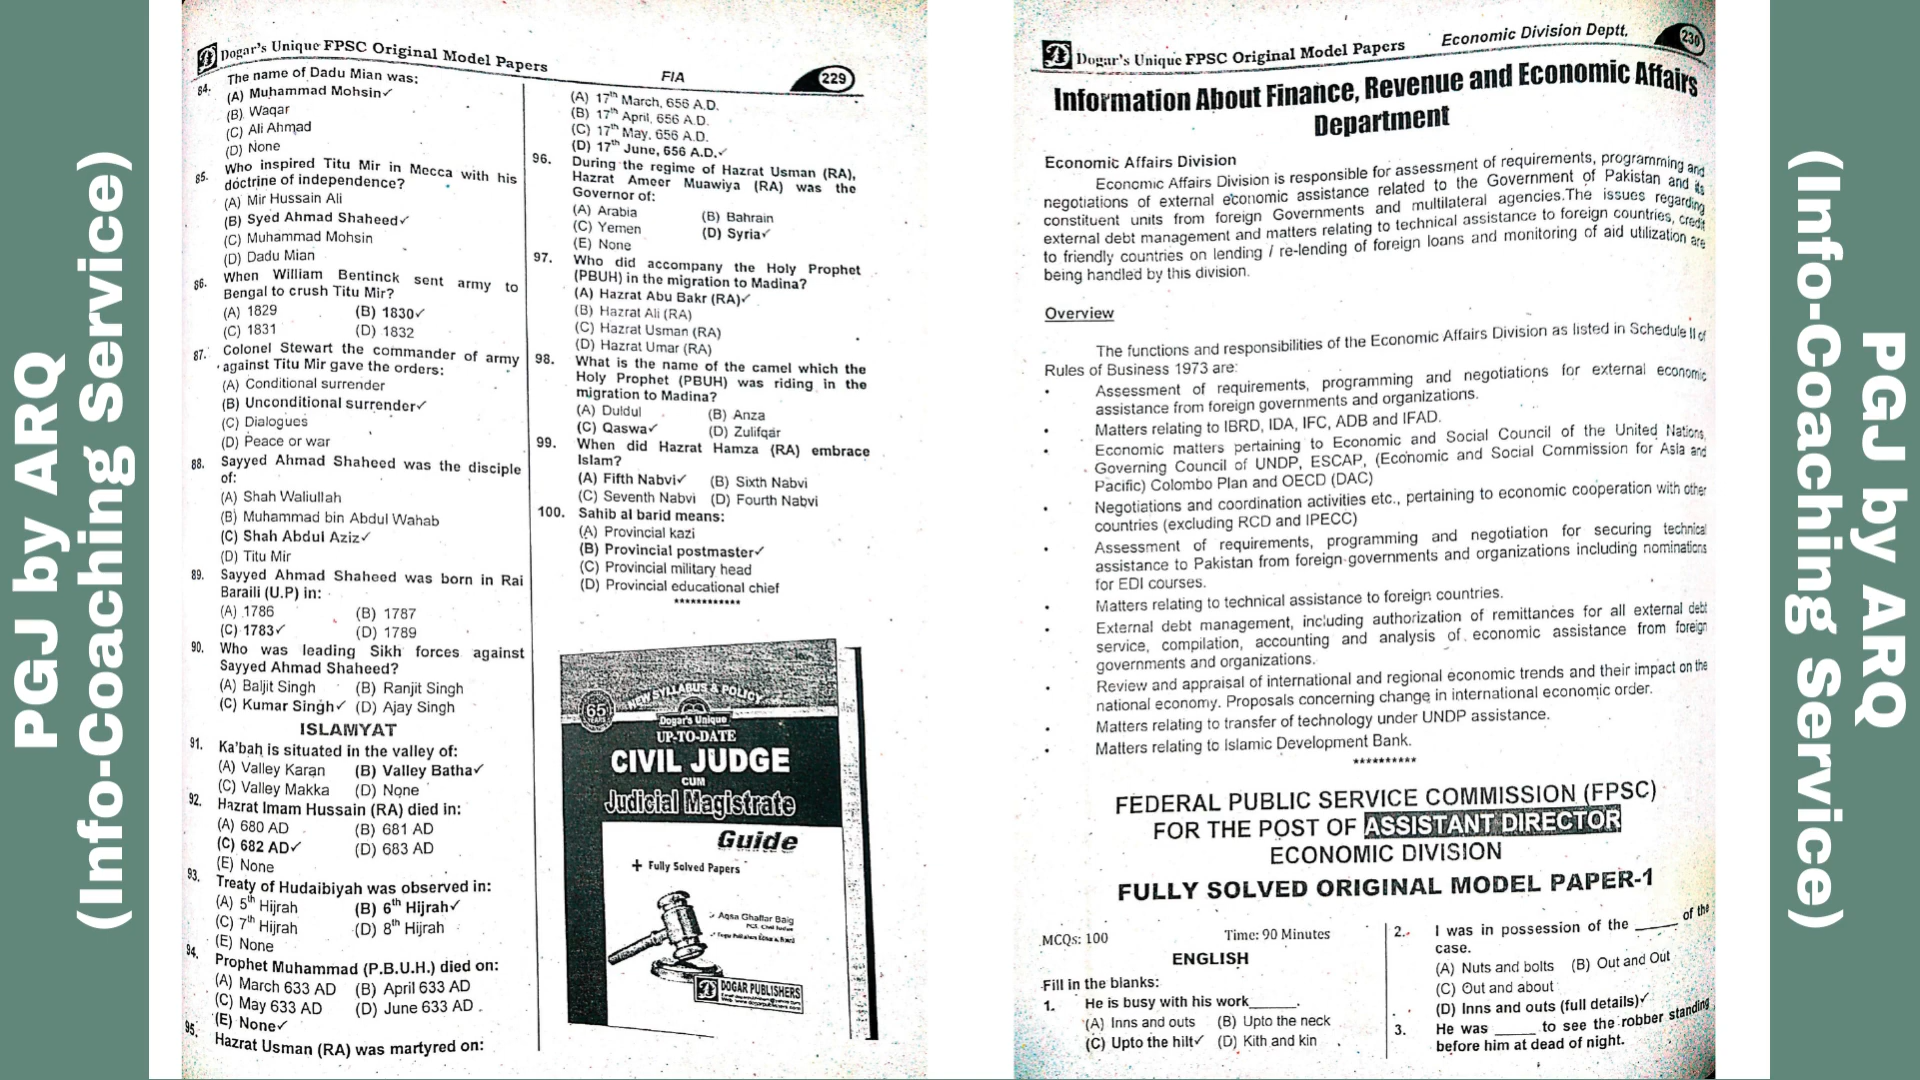 PGJ by ARQ
(Info-Coaching Service)
Dogar's Unique FPSC Original Model Papers
FIA
229
84. The name of Dadu Mian was:
(A) Muhammad Mohsin✓
(B) Waqar
(C) Ali Ahmad
(D) None
85. Who inspired Titu Mir in Mecca with his
doctrine of independence?
(A) Mir Hussain Ali
(B) Syed Ahmad Shaheed✓
(C) Muhammad Mohsin
(D) Dadu Mian
86. When William Bentinck sent army to
Bengal to crush Titu Mir?
(A) 1829 (B) 1830✓
(C) 1831 (D) 1832
87. Colonel Stewart the commander of army
against Titu Mir gave the orders:
(A) Conditional surrender
(B) Unconditional surrender✓
(C) Dialogues
(D) Peace or war
88. Sayyed Ahmad Shaheed was the disciple
of:
(A) Shah Waliullah
(B) Muhammad bin Abdul Wahab
(C) Shah Abdul Aziz✓
(D) Titu Mir
89. Sayyed Ahmad Shaheed was born in Rai
Baraili (U.P) in:
(A) 1786 (B) 1787
(C) 1783✓ (D) 1789
90. Who was leading Sikh forces against
Sayyed Ahmad Shaheed?
(A) Baljit Singh (B) Ranjit Singh
(C) Kumar Singh✓ (D) Ajay Singh
ISLAMYAT
91. Ka'bah is situated in the valley of:
(A) Valley Karan (B) Valley Batha✓
(C) Valley Makka (D) None
92. Hazrat Imam Hussain (RA) died in:
(A) 680 AD (B) 681 AD
(C) 682 AD✓ (D) 683 AD
(E) None
93. Treaty of Hudaibiyah was observed in:
(A) 5th Hijrah (B) 6th Hijrah✓
(C) 7th Hijrah (D) 8th Hijrah
(E) None
94. Prophet Muhammad (P.B.U.H.) died on:
(A) March 633 AD (B) April 633 AD
(C) May 633 AD (D) June 633 AD
(E) None✓
95. Hazrat Usman (RA) was martyred on:
(A) 17th March, 656 A.D.
(B) 17th April, 656 A.D.
(C) 17th May, 656 A.D.
(D) 17th June, 656 A.D.✓
96. During the regime of Hazrat Usman (RA),
Hazrat Ameer Muawiya (RA) was the
Governor of:
(A) Arabia (B) Bahrain
(C) Yemen (D) Syria✓
(E) None
97. Who did accompany the Holy Prophet
(PBUH) in the migration to Madina?
(A) Hazrat Abu Bakr (RA)✓
(B) Hazrat Ali (RA)
(C) Hazrat Usman (RA)
(D) Hazrat Umar (RA)
98. What is the name of the camel which the
Holy Prophet (PBUH) was riding in the
migration to Madina?
(A) Duldul (B) Anza
(C) Qaswa✓ (D) Zulifqar
99. When did Hazrat Hamza (RA) embrace
Islam?
(A) Fifth Nabvi✓ (B) Sixth Nabvi
(C) Seventh Nabvi (D) Fourth Nabvi
100. Sahib al barid means:
(A) Provincial kazi
(B) Provincial postmaster✓
(C) Provincial military head
(D) Provincial educational chief
***********
NEW SYLLABUS & POLICY
65 YEARS
Dogar's Unique
UP-TO-DATE
CIVIL JUDGE
CUM
Judicial Magistrate
Guide
+ Fully Solved Papers
Aqsa Ghaffar Baig
DOGAR PUBLISHERS
Dogar's Unique FPSC Original Model Papers
Economic Division Deptt.
230
Information About Finance, Revenue and Economic Affairs
Department
Economic Affairs Division
Economic Affairs Division is responsible for assessment of requirements, programming and
negotiations of external economic assistance related to the Government of Pakistan and its
constituent units from foreign Governments and multilateral agencies.The issues regarding
external debt management and matters relating to technical assistance to foreign countries, credit
to friendly countries on lending / re-lending of foreign loans and monitoring of aid utilization are
being handled by this division.
Overview
The functions and responsibilities of the Economic Affairs Division as listed in Schedule II of
Rules of Business 1973 are:
• Assessment of requirements, programming and negotiations for external economic
assistance from foreign governments and organizations.
• Matters relating to IBRD, IDA, IFC, ADB and IFAD.
• Economic matters pertaining to Economic and Social Council of the United Nations,
Governing Council of UNDP, ESCAP, (Economic and Social Commission for Asia and
Pacific) Colombo Plan and OECD (DAC)
• Negotiations and coordination activities etc., pertaining to economic cooperation with other
countries (excluding RCD and IPECC)
• Assessment of requirements, programming and negotiation for securing technical
assistance to Pakistan from foreign governments and organizations including nominations
for EDI courses.
• Matters relating to technical assistance to foreign countries.
• External debt management, including authorization of remittances for all external debt
service, compilation, accounting and analysis of economic assistance from foreign
governments and organizations.
• Review and appraisal of international and regional economic trends and their impact on the
national economy. Proposals concerning change in international economic order.
• Matters relating to transfer of technology under UNDP assistance.
• Matters relating to Islamic Development Bank.
**********
FEDERAL PUBLIC SERVICE COMMISSION (FPSC)
FOR THE POST OF ASSISTANT DIRECTOR
ECONOMIC DIVISION
FULLY SOLVED ORIGINAL MODEL PAPER-1
MCQs: 100 Time: 90 Minutes
ENGLISH
Fill in the blanks:
1. He is busy with his work_____.
(A) Inns and outs (B) Upto the neck
(C) Upto the hilt✓ (D) Kith and kin
2. I was in possession of the _____ of the
case.
(A) Nuts and bolts (B) Out and Out
(C) Out and about
(D) Inns and outs (full details)✓
3. He was _____ to see the robber standing
before him at dead of night.
PGJ by ARQ
(Info-Coaching Service)